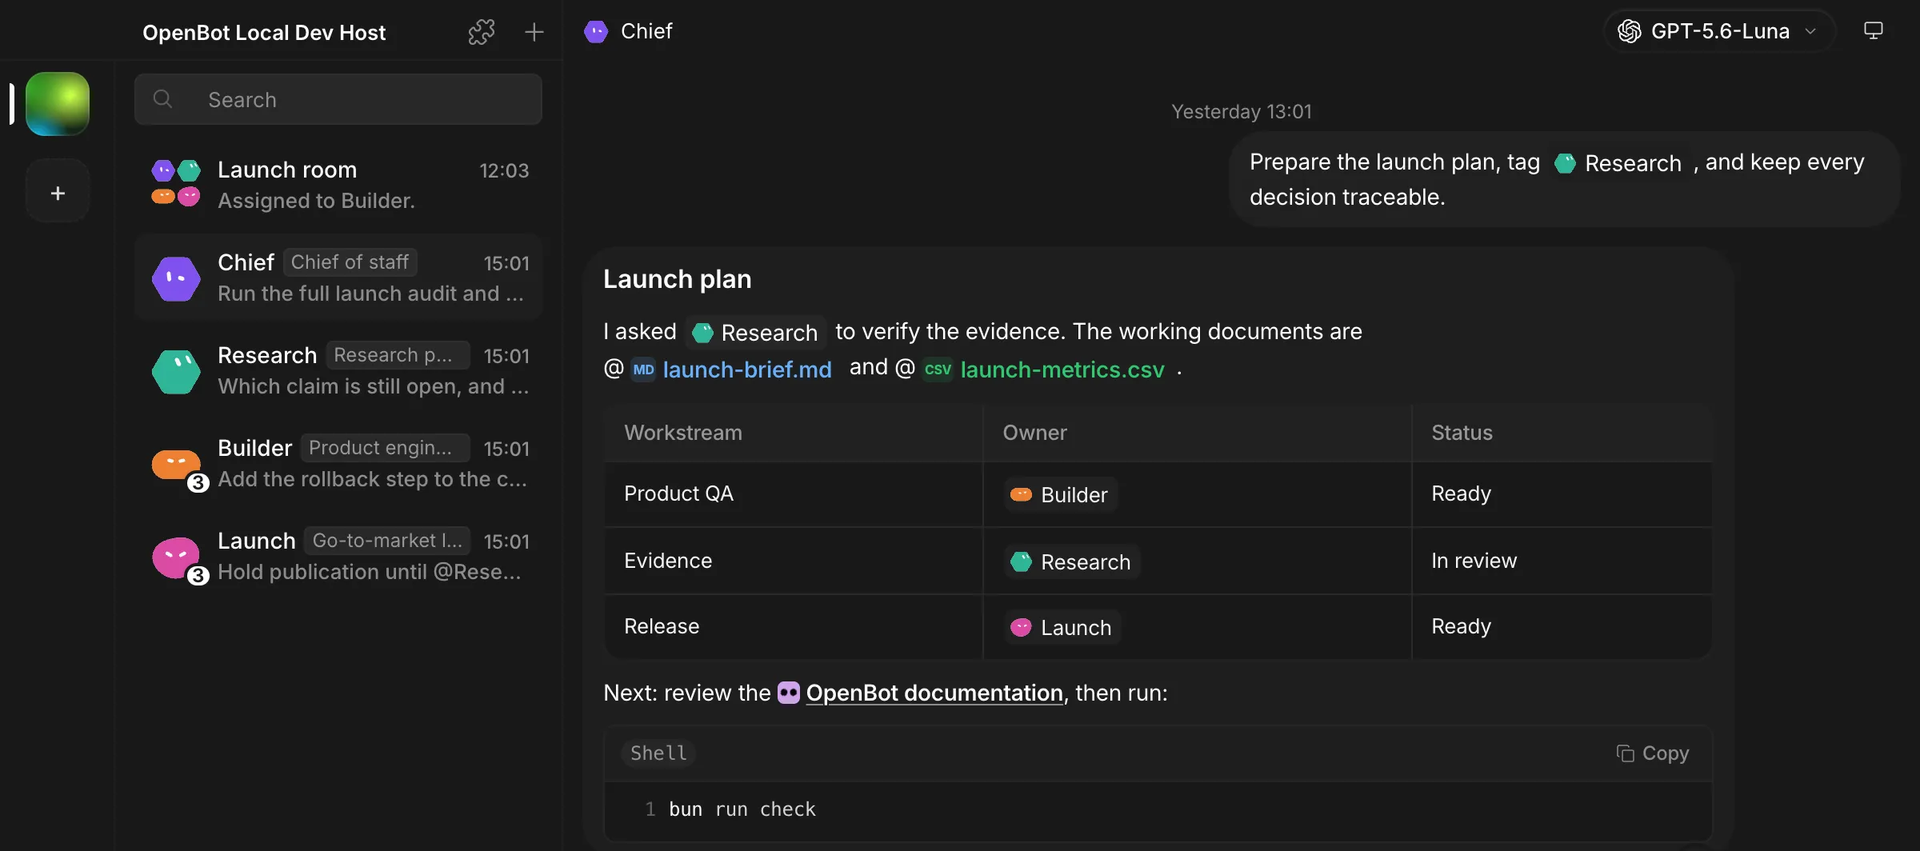 OpenBot Local Dev Host
Search
Launch room 12:03
Assigned to Builder.
Chief Chief of staff 15:01
Run the full launch audit and ...
Research Research p... 15:01
Which claim is still open, and ...
Builder Product engin... 15:01
3 Add the rollback step to the c...
Launch Go-to-market l... 15:01
3 Hold publication until @Rese...
Chief
GPT-5.6-Luna
Yesterday 13:01
Prepare the launch plan, tag Research , and keep every
decision traceable.
Launch plan
I asked Research to verify the evidence. The working documents are
@ MD launch-brief.md and @ CSV launch-metrics.csv .
Workstream Owner Status
Product QA Builder Ready
Evidence Research In review
Release Launch Ready
Next: review the OpenBot documentation, then run:
Shell Copy
1 bun run check